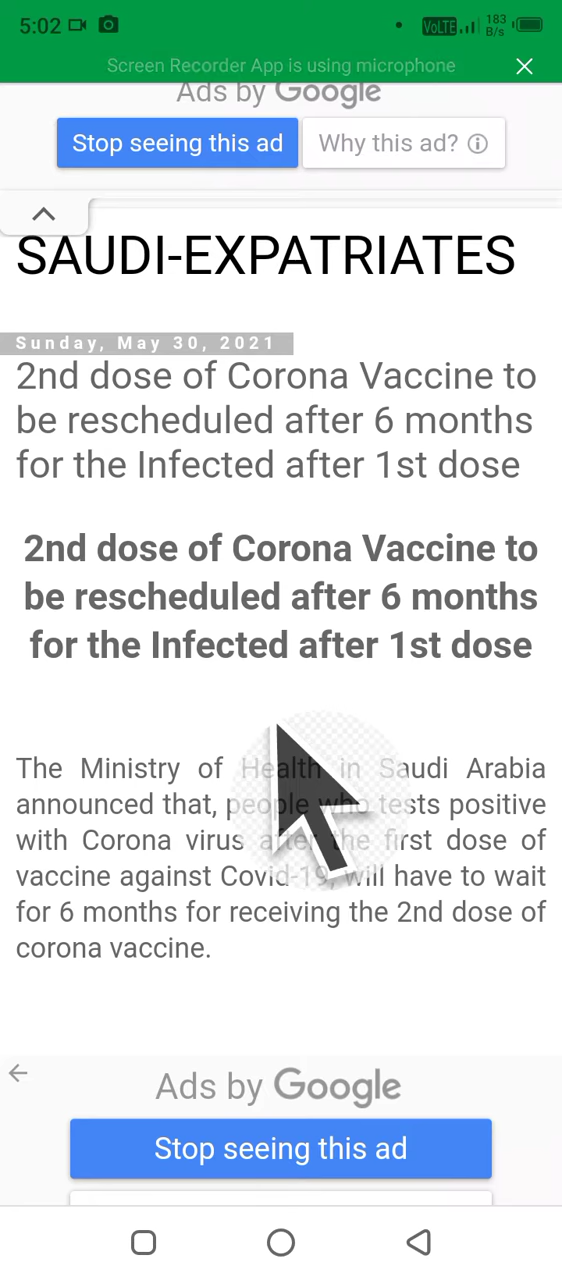 5:02
VoLTE
183
B/s
Screen Recorder App is using microphone
Ads by Google
Stop seeing this ad
Why this ad?
SAUDI-EXPATRIATES
Sunday, May 30, 2021
2nd dose of Corona Vaccine to
be rescheduled after 6 months
for the Infected after 1st dose
2nd dose of Corona Vaccine to
be rescheduled after 6 months
for the Infected after 1st dose
The Ministry of Health in Saudi Arabia
announced that, people who tests positive
with Corona virus after the first dose of
vaccine against Covid-19, will have to wait
for 6 months for receiving the 2nd dose of
corona vaccine.
Ads by Google
Stop seeing this ad